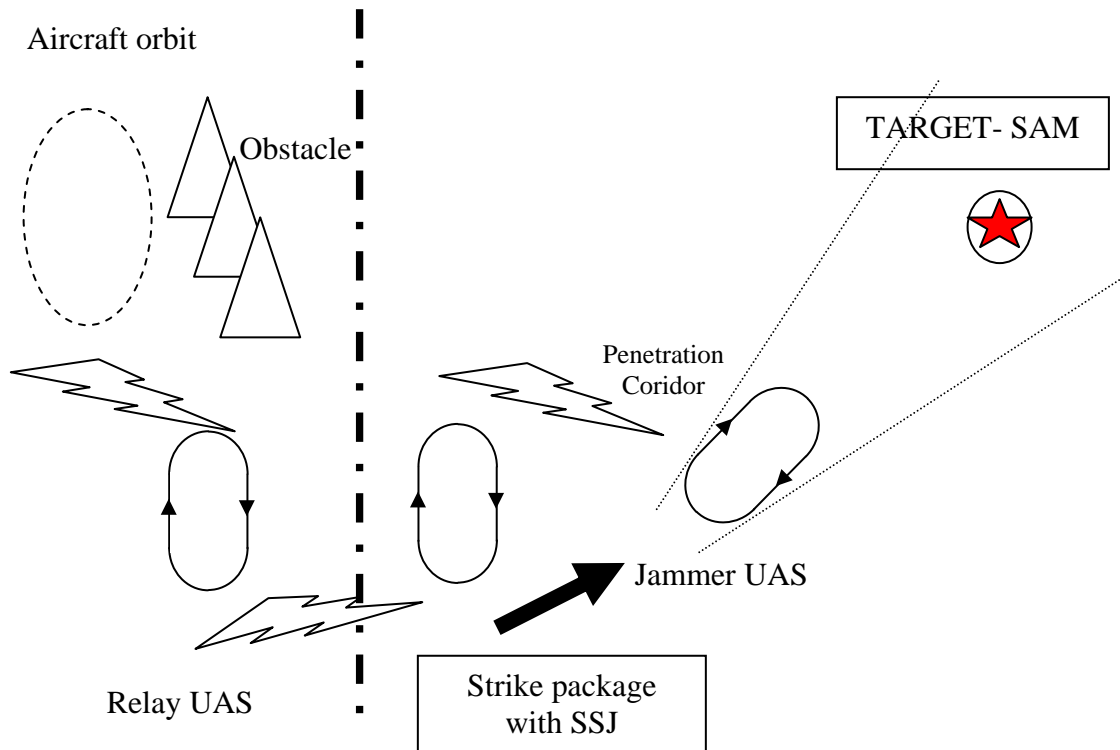 Aircraft orbit
Obstacle
TARGET- SAM
Penetration
Coridor
Jammer UAS
Relay UAS
Strike package
with SSJ